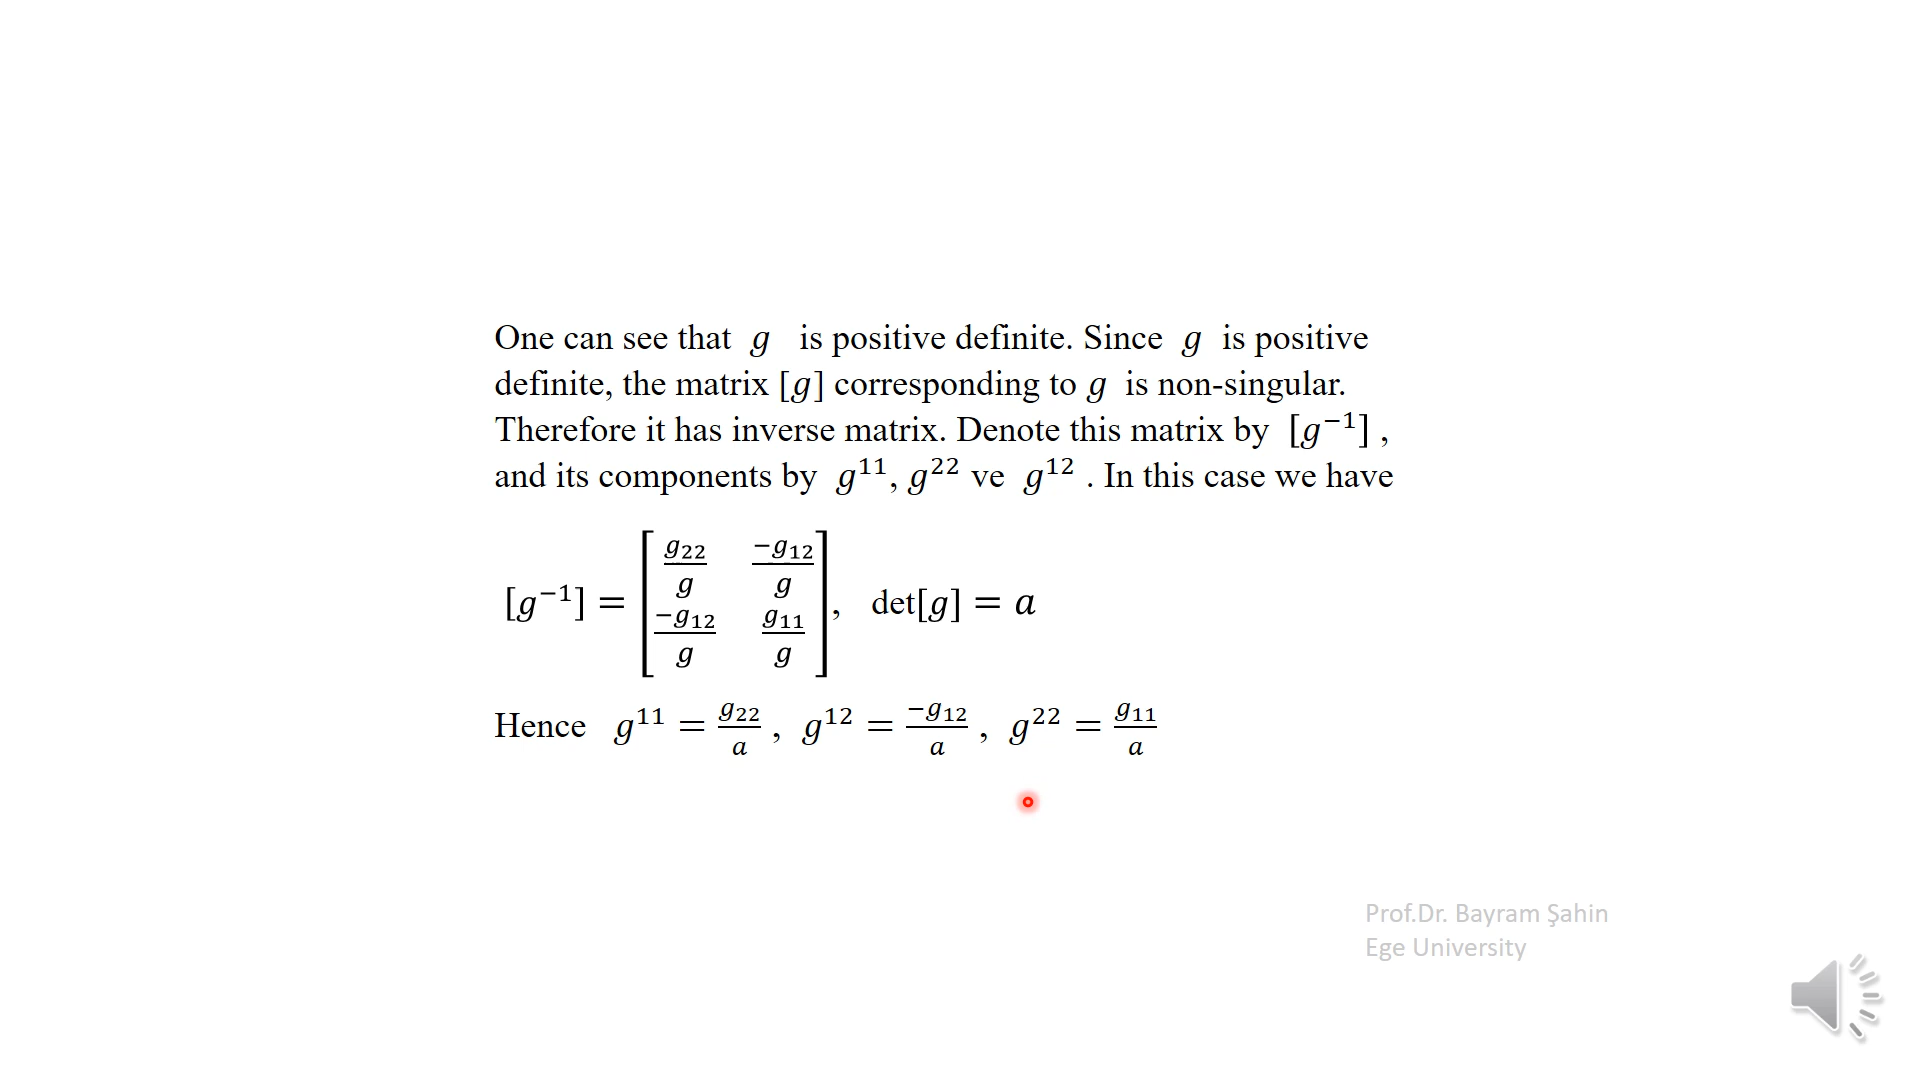 One can see that g is positive definite. Since g is positive
definite, the matrix [g] corresponding to g is non-singular.
Therefore it has inverse matrix. Denote this matrix by [g⁻¹] ,
and its components by g¹¹, g²² ve g¹² . In this case we have
[g⁻¹] = [ g₂₂/g −g₁₂/g ; −g₁₂/g g₁₁/g ], det[g] = a
Hence g¹¹ = g₂₂/a , g¹² = −g₁₂/a , g²² = g₁₁/a
Prof.Dr. Bayram Şahin
Ege University